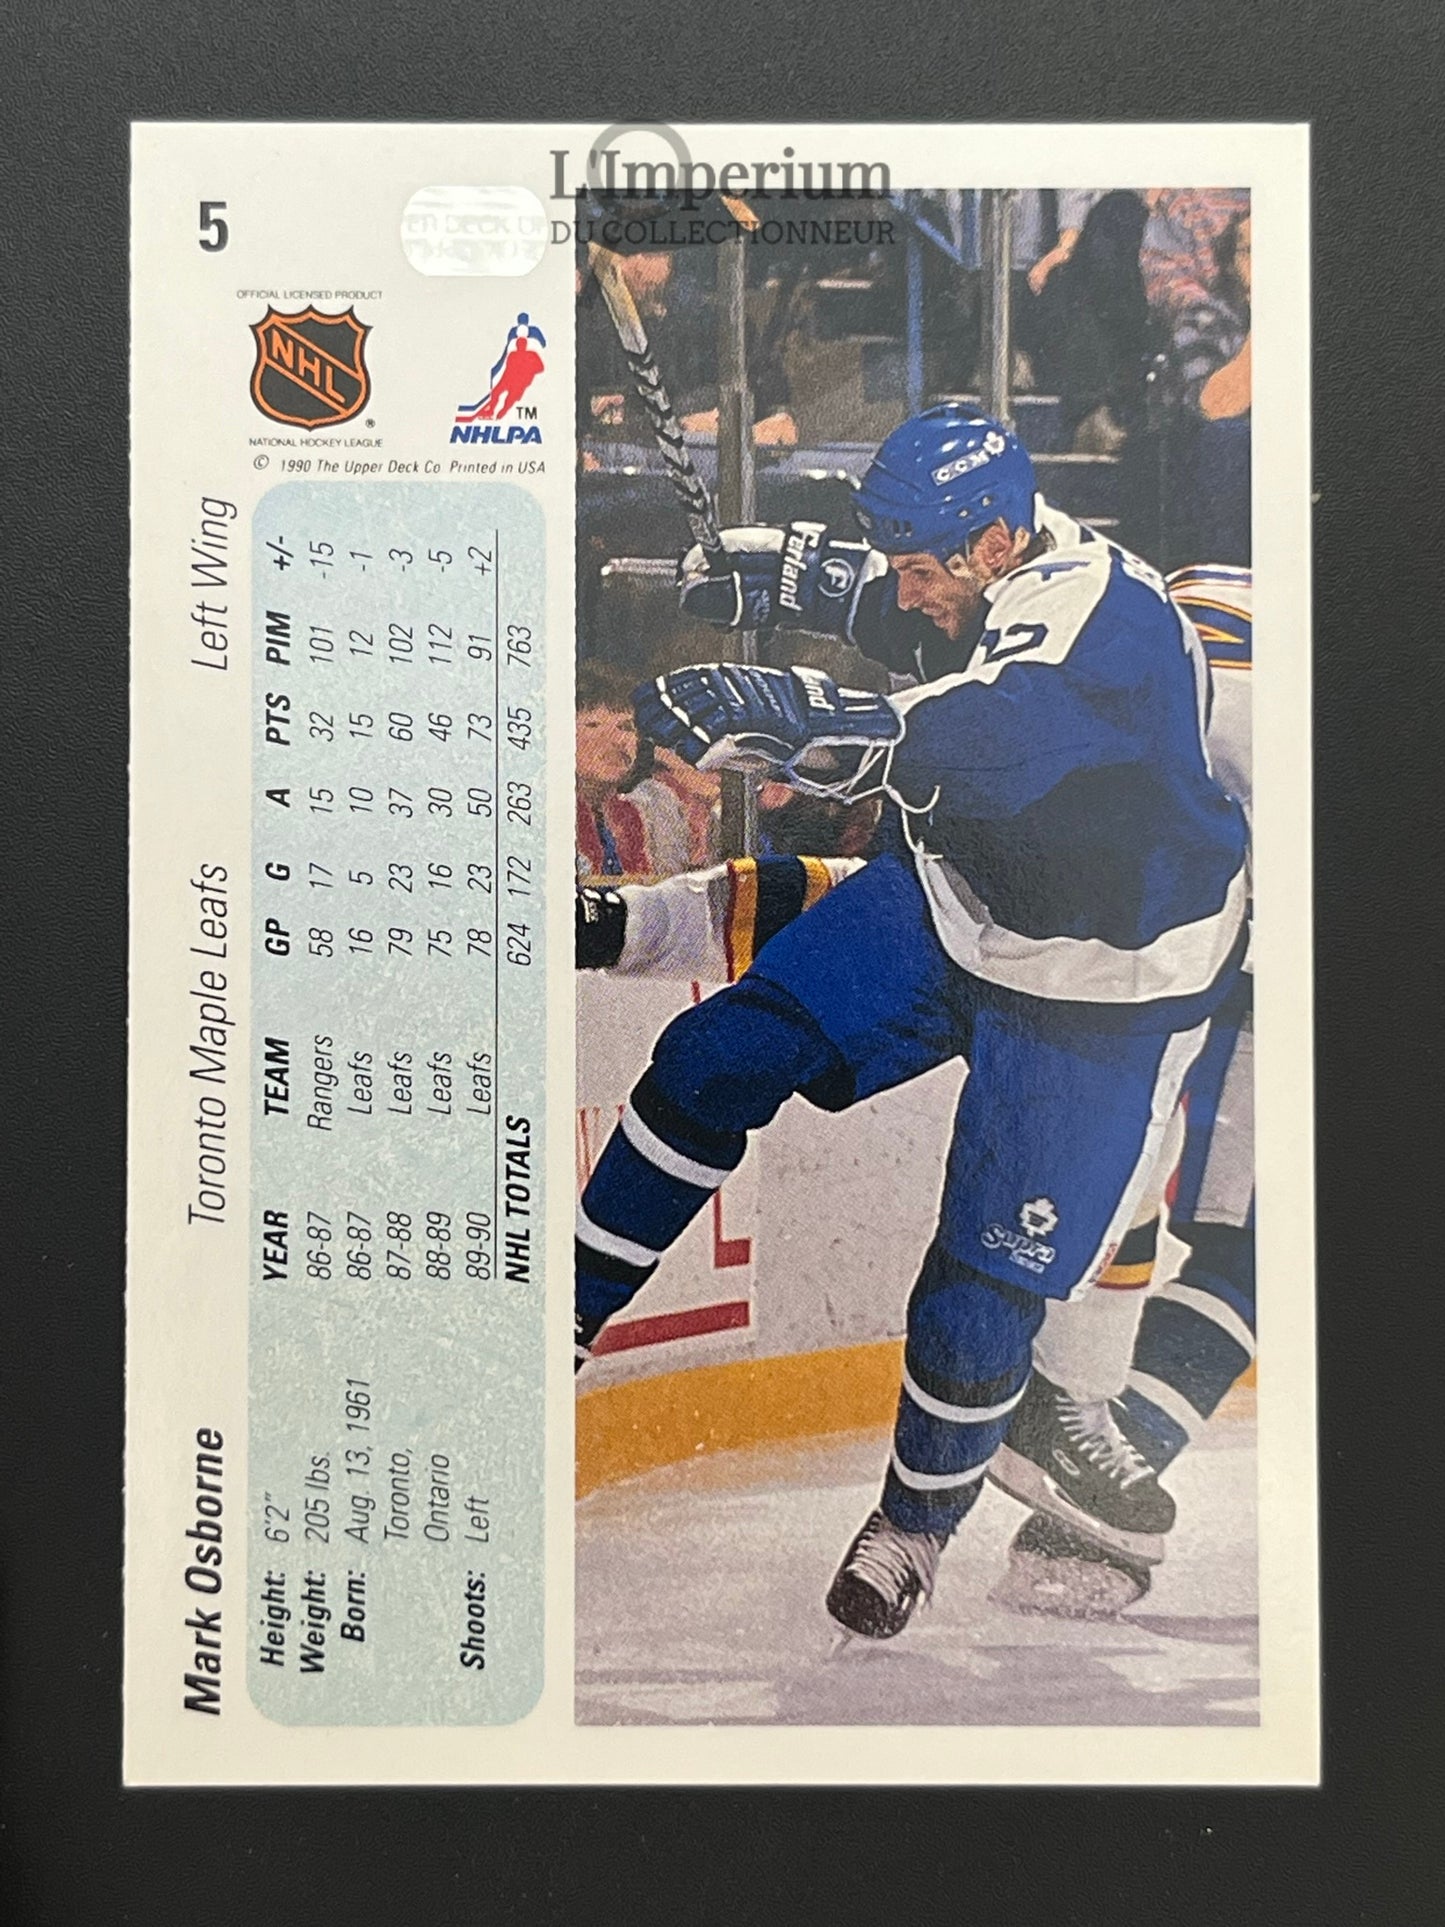 L'Imperium
DU COLLECTIONNEUR
5
OFFICIAL LICENSED PRODUCT
NHL
®
NATIONAL HOCKEY LEAGUE
TM
NHLPA
© 1990 The Upper Deck Co. Printed in USA
Mark Osborne Toronto Maple Leafs Left Wing
Height: 6'2"
Weight: 205 lbs.
Born: Aug. 13, 1961
Toronto,
Ontario
Shoots: Left
YEAR TEAM GP G A PTS PIM +/-
86-87 Rangers 58 17 15 32 101 -15
86-87 Leafs 16 5 10 15 12 -1
87-88 Leafs 79 23 37 60 102 -3
88-89 Leafs 75 16 30 46 112 -5
89-90 Leafs 78 23 50 73 91 +2
NHL TOTALS 624 172 263 435 763
CCM
Supra